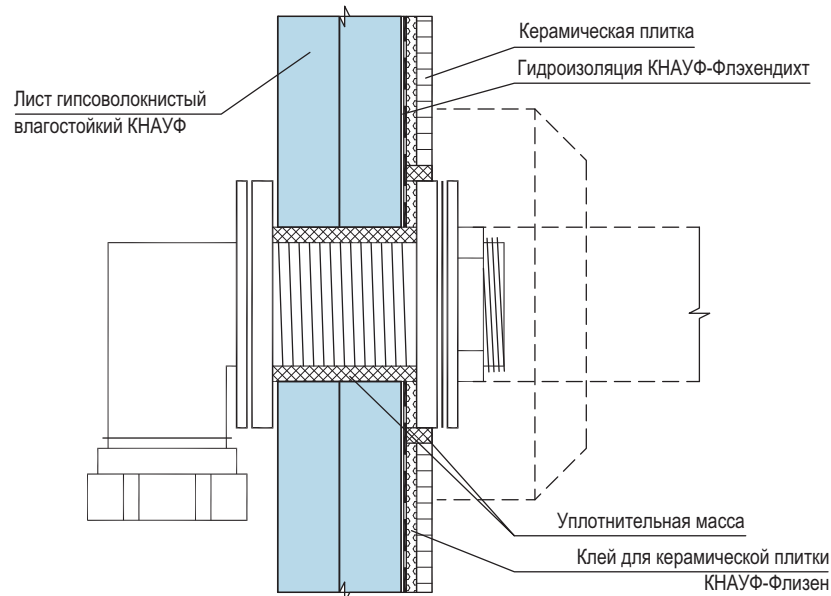 Керамическая плитка
Гидроизоляция КНАУФ-Флэхендихт
Лист гипсоволокнистый
влагостойкий КНАУФ
Уплотнительная масса
Клей для керамической плитки
КНАУФ-Флизен